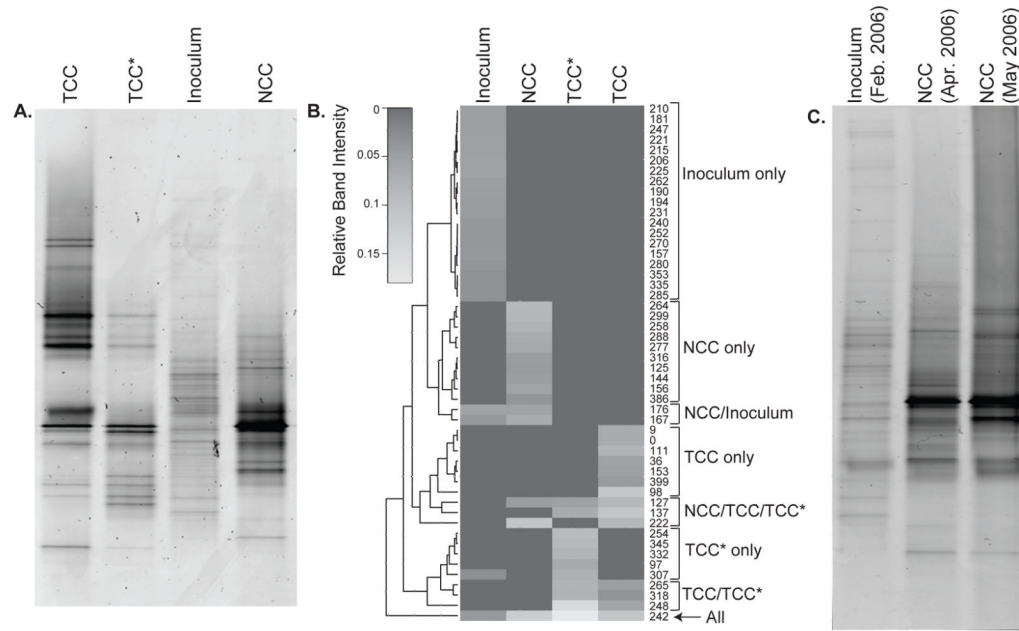 A.
TCC
TCC*
Inoculum
NCC
B.
Relative Band Intensity
0
0.05
0.1
0.15
Inoculum
NCC
TCC*
TCC
210
181
247
221
215
206
225
262
190
194
231
240
252
270
157
280
353
335
285
264
299
258
288
277
316
125
144
156
386
176
167
9
0
111
36
153
399
98
127
137
222
254
345
332
97
307
265
318
248
242
Inoculum only
NCC only
NCC/Inoculum
TCC only
NCC/TCC/TCC*
TCC* only
TCC/TCC*
All
C.
Inoculum
(Feb. 2006)
NCC
(Apr. 2006)
NCC
(May 2006)